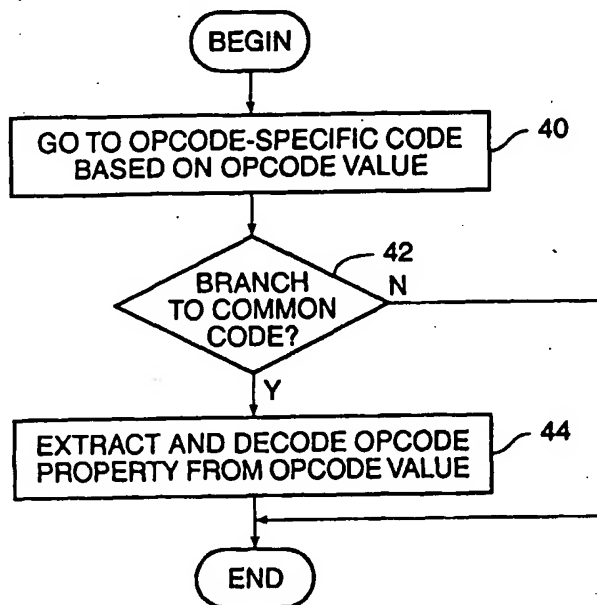 BEGIN
GO TO OPCODE-SPECIFIC CODE
BASED ON OPCODE VALUE
40
42
BRANCH
TO COMMON
CODE?
N
Y
EXTRACT AND DECODE OPCODE
PROPERTY FROM OPCODE VALUE
44
END